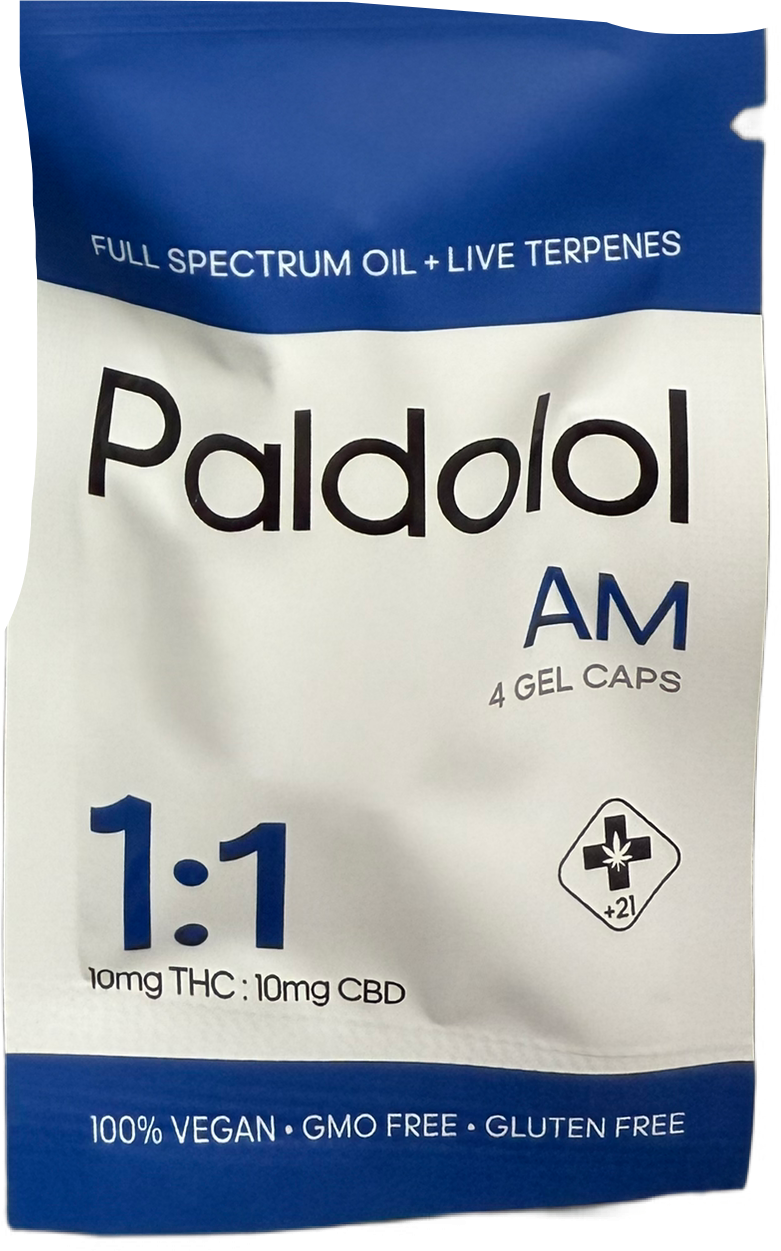 FULL SPECTRUM OIL + LIVE TERPENES
Paldolol
AM
4 GEL CAPS
1:1
+21
10mg THC : 10mg CBD
100% VEGAN • GMO FREE • GLUTEN FREE